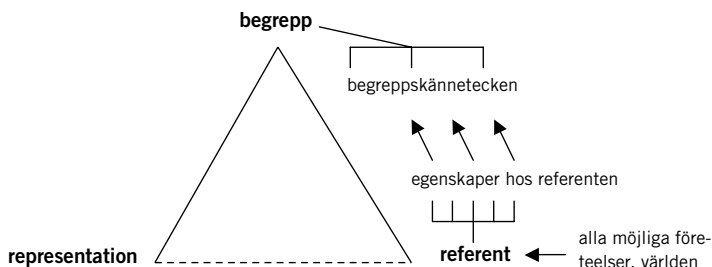 begrepp
begreppskännetecken
egenskaper hos referenten
representation
referent
alla möjliga före-
teelser, världen